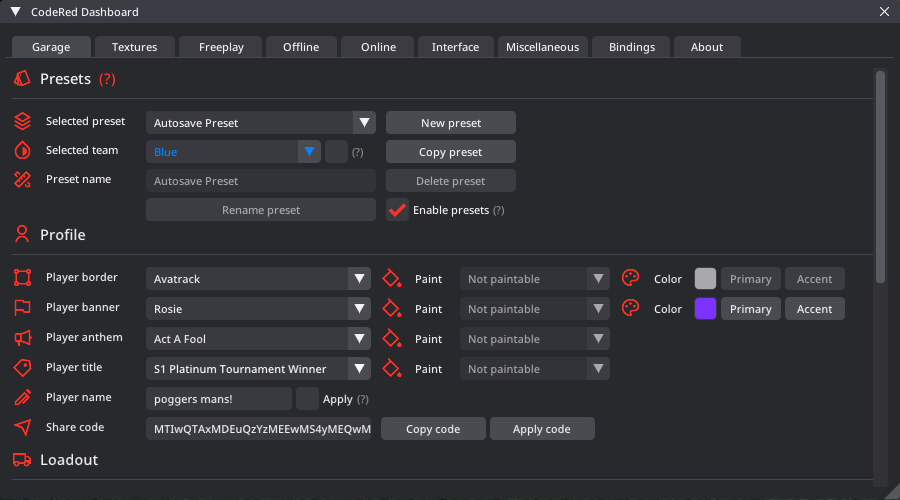 CodeRed Dashboard
Garage Textures Freeplay Offline Online Interface Miscellaneous Bindings About
Presets (?)
Selected preset Autosave Preset New preset
Selected team Blue (?) Copy preset
Preset name Autosave Preset Delete preset
Rename preset Enable presets (?)
Profile
Player border Avatrack Paint Not paintable Color Primary Accent
Player banner Rosie Paint Not paintable Color Primary Accent
Player anthem Act A Fool Paint Not paintable
Player title S1 Platinum Tournament Winner Paint Not paintable
Player name poggers mans! Apply (?)
Share code MTIwQTAxMDEuQzYzMEEwMS4yMEQwM Copy code Apply code
Loadout